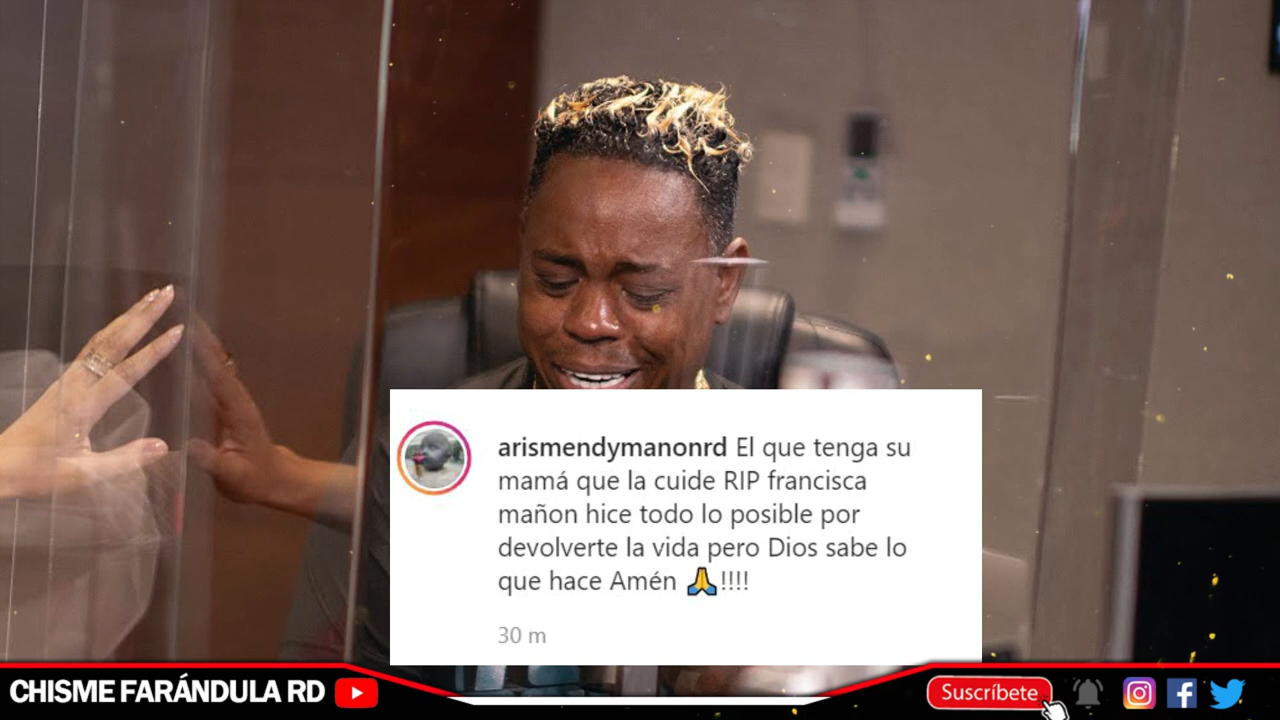 arismendymanonrd El que tenga su
mamá que la cuide RIP francisca
mañon hice todo lo posible por
devolverte la vida pero Dios sabe lo
que hace Amén 🙏!!!!
30 m
CHISME FARÁNDULA RD
Suscríbete